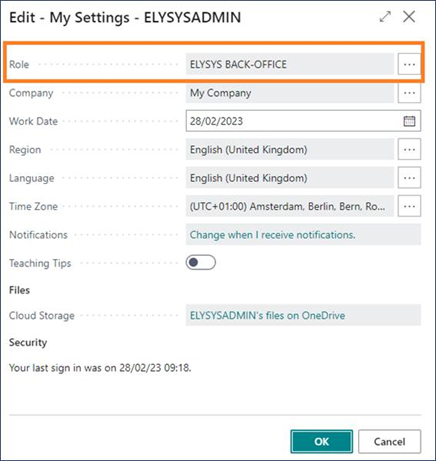 Edit - My Settings - ELYSYSADMIN
Role ELYSYS BACK-OFFICE ...
Company My Company ...
Work Date 28/02/2023
Region English (United Kingdom) ...
Language English (United Kingdom) ...
Time Zone (UTC+01:00) Amsterdam, Berlin, Bern, Ro... ...
Notifications Change when I receive notifications.
Teaching Tips
Files
Cloud Storage ELYSYSADMIN's files on OneDrive
Security
Your last sign in was on 28/02/23 09:18.
OK Cancel